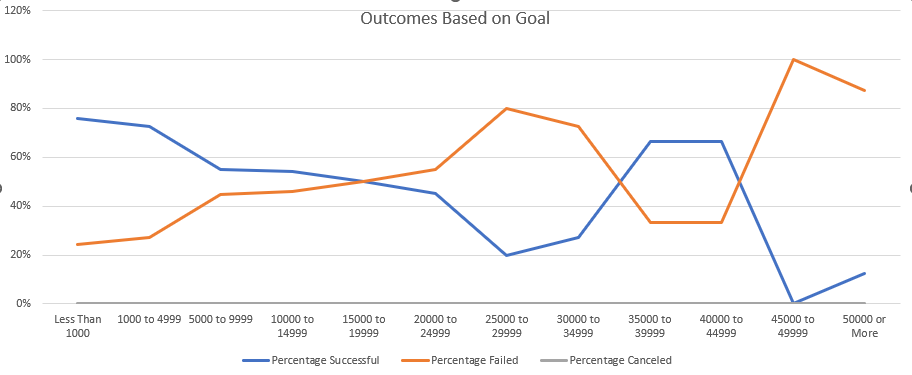 120%
Outcomes Based on Goal
100%
80%
60%
40%
20%
0%
Less Than
1000
1000 to 4999
5000 to 9999
10000 to
14999
15000 to
19999
20000 to
24999
25000 to
29999
30000 to
34999
35000 to
39999
40000 to
44999
45000 to
49999
50000 or
More
Percentage Successful
Percentage Failed
Percentage Canceled